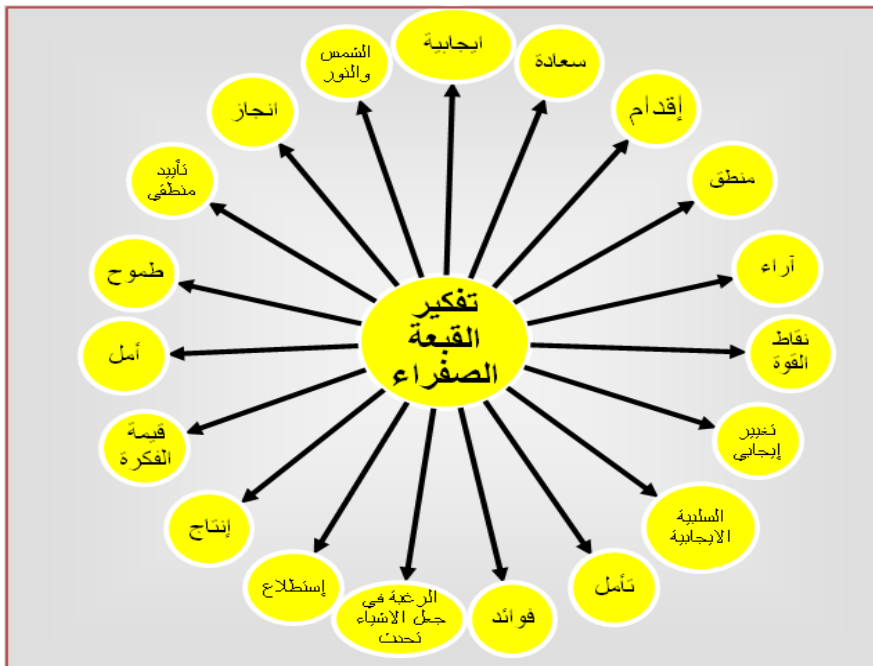 تفكير
القبعة
الصفراء
ايجابية
سعادة
إقدام
منطق
آراء
نقاط
القوة
تغيير
إيجابي
السلبية
الايجابية
تأمل
فوائد
الرغبة في
جعل الاشياء
تحدث
إستطلاع
إنتاج
قيمة
الفكرة
أمل
طموح
تأييد
منطقي
انجاز
الشمس
والنور